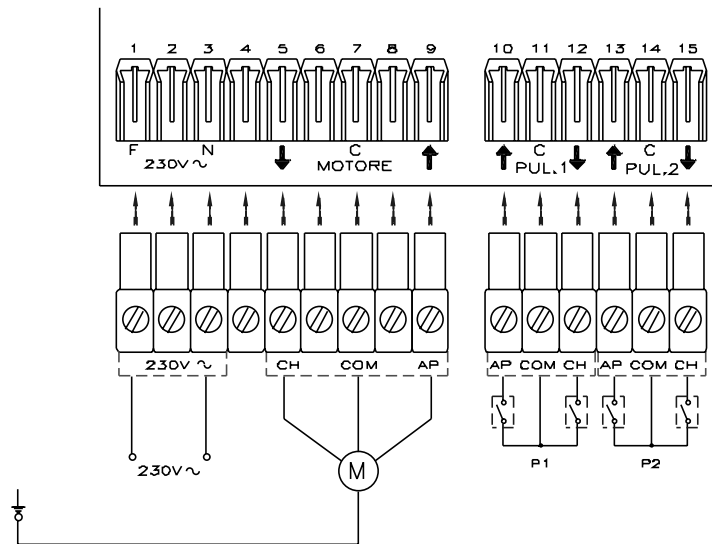 1 2 3 4 5 6 7 8 9 10 11 12 13 14 15
F N C C C
230V~ MOTORE PUL.1 PUL.2
230V ~ CH COM AP AP COM CH AP COM CH
230V~ M P1 P2